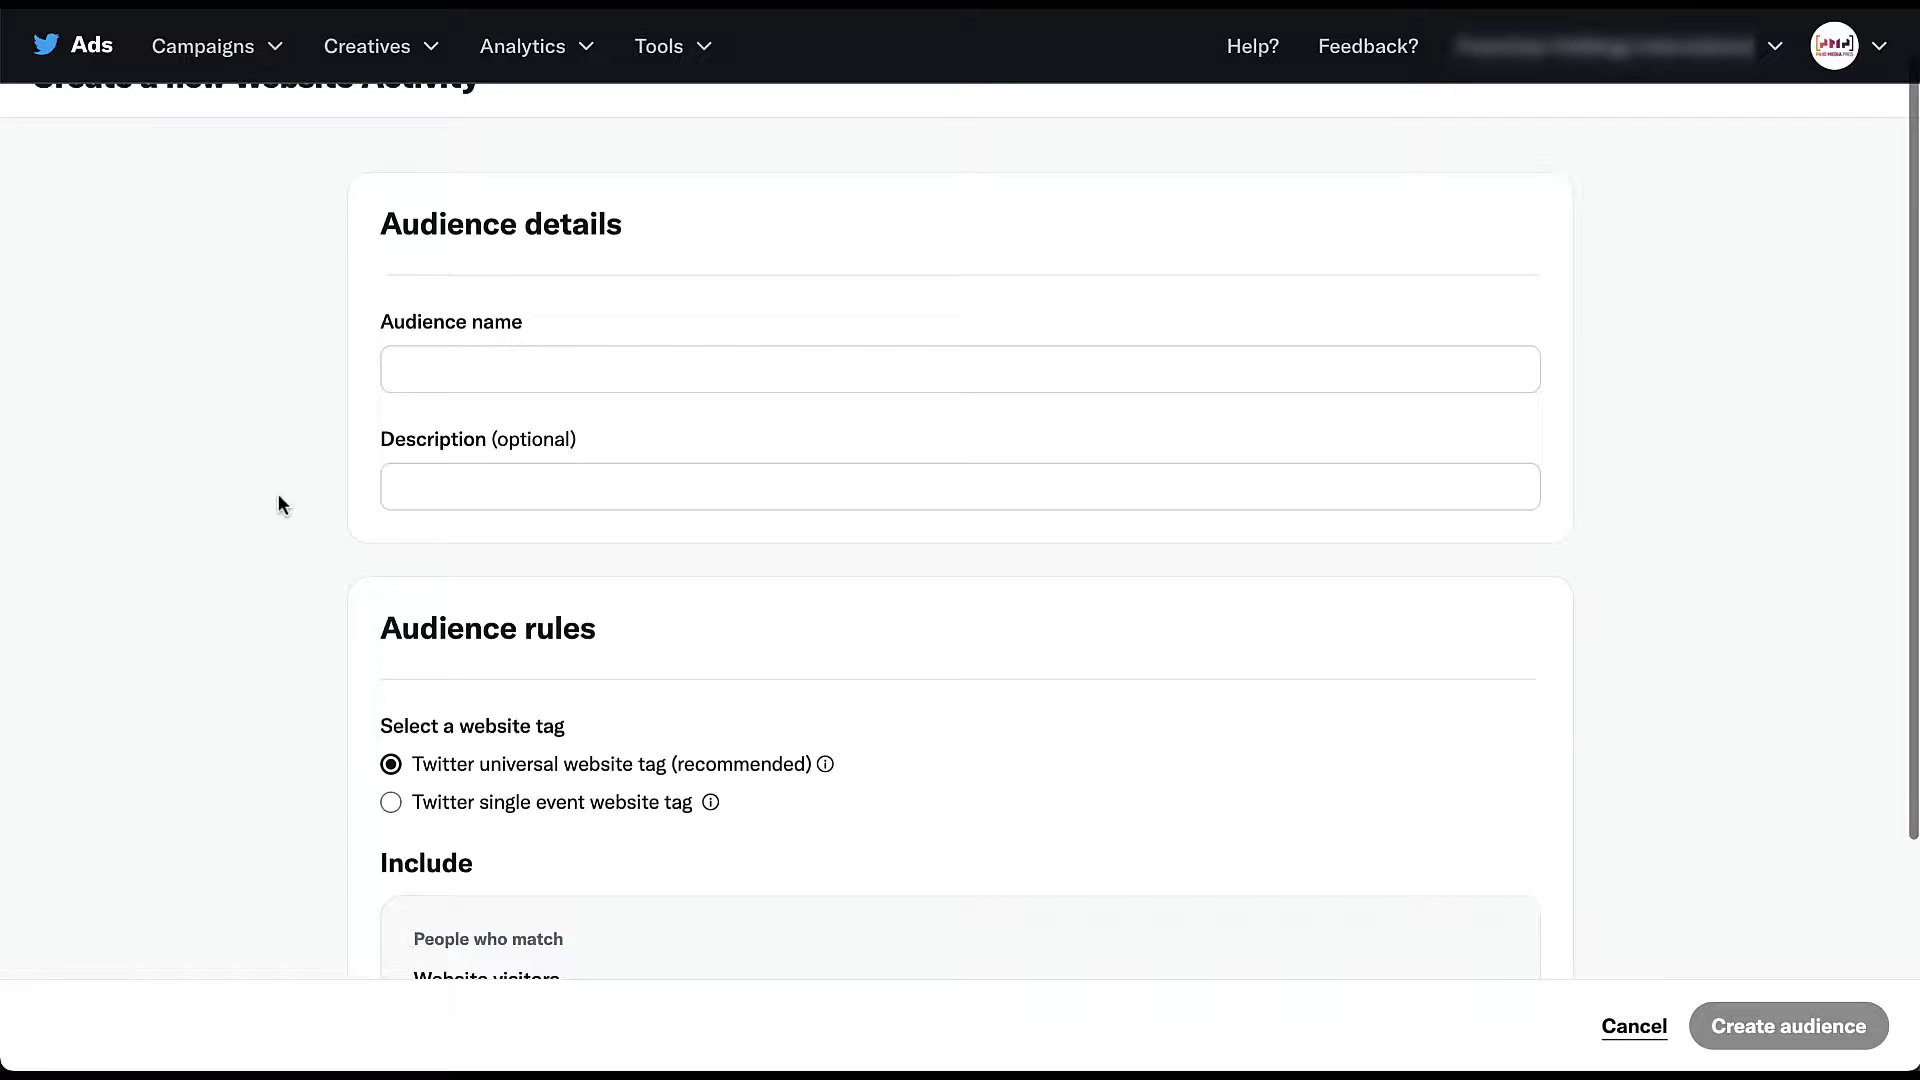 Ads Campaigns Creatives Analytics Tools Help? Feedback?
Create a new Website Activity
Audience details
Audience name
Description (optional)
Audience rules
Select a website tag
Twitter universal website tag (recommended)
Twitter single event website tag
Include
People who match
Website visitors
Cancel Create audience